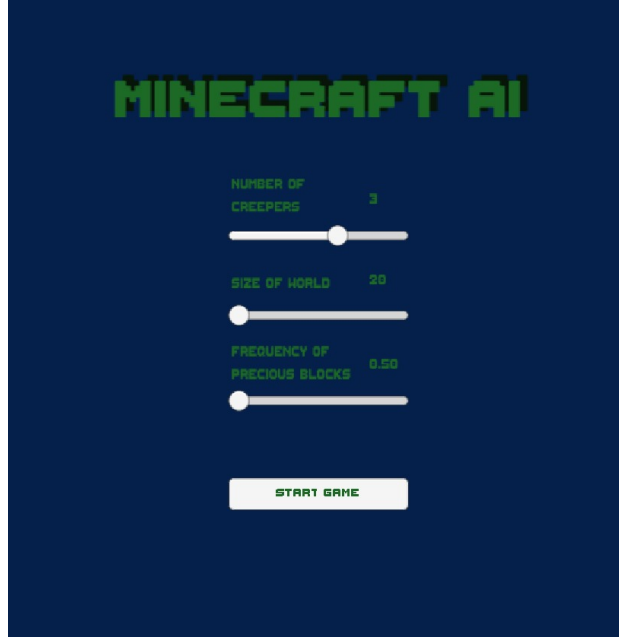 MINECRAFT AI
NUMBER OF
CREEPERS
3
SIZE OF WORLD
20
FREQUENCY OF
PRECIOUS BLOCKS
0.50
START GAME